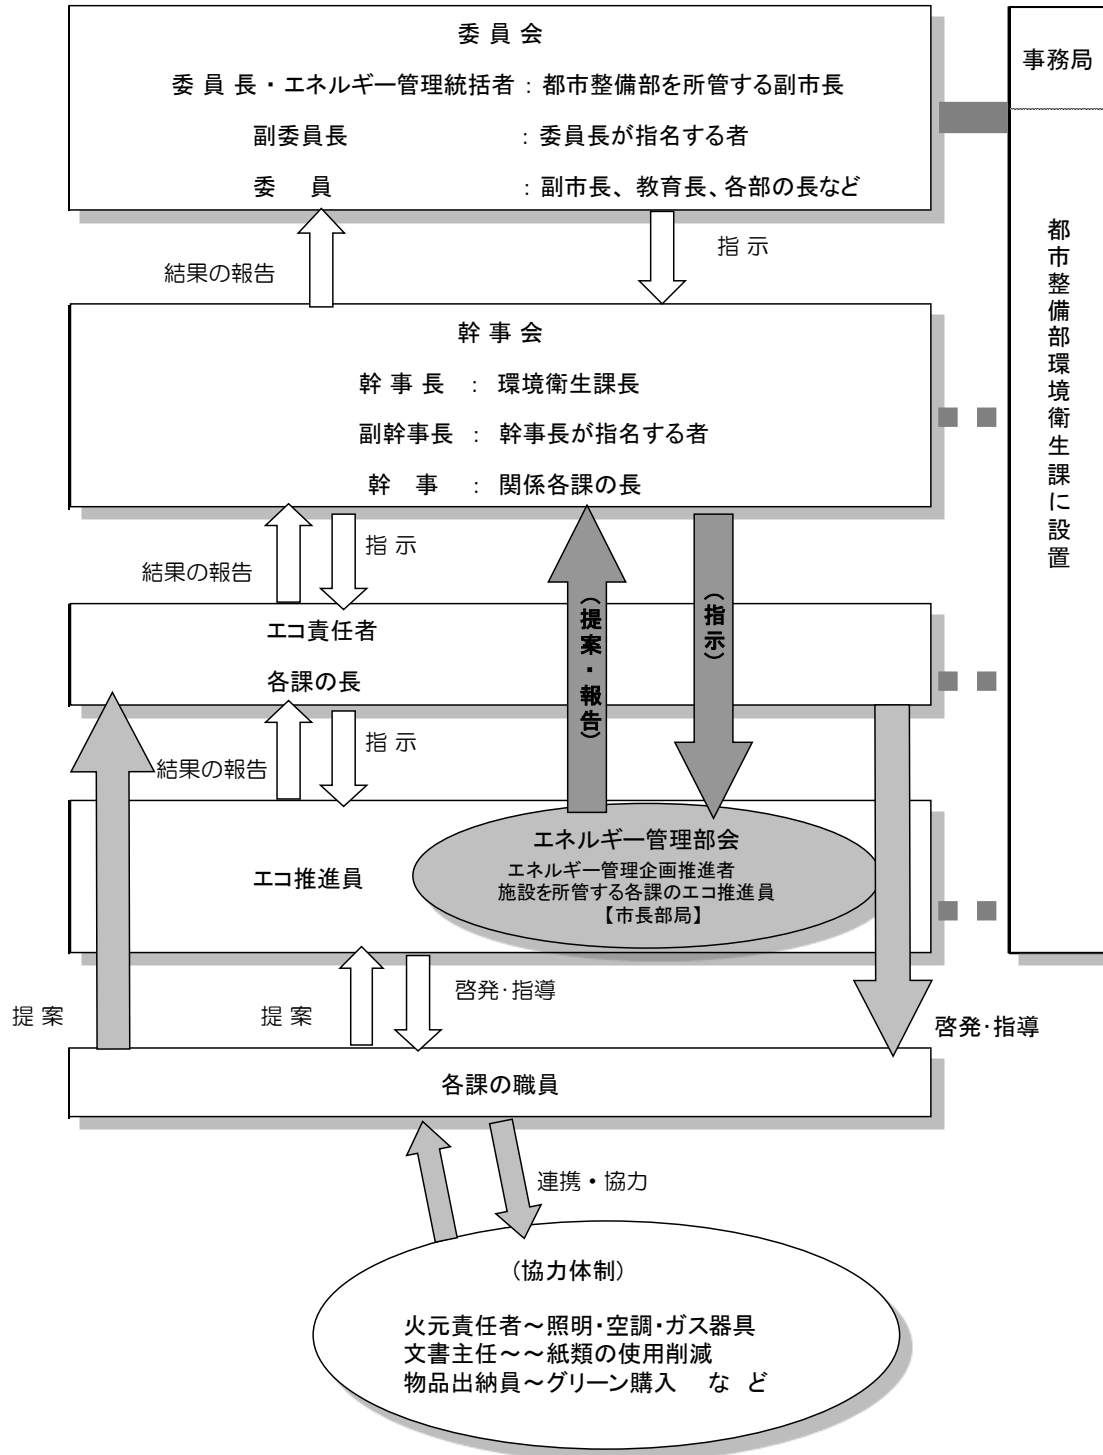 委員会
委員長・エネルギー管理統括者：都市整備部を所管する副市長
副委員長：委員長が指名する者
委員：副市長、教育長、各部の長など
事務局
都市整備部環境衛生課に設置
結果の報告
指示
幹事会
幹事長：環境衛生課長
副幹事長：幹事長が指名する者
幹事：関係各課の長
結果の報告
指示
（提案・報告）
（指示）
エコ責任者
各課の長
結果の報告
指示
エコ推進員
エネルギー管理部会
エネルギー管理企画推進者
施設を所管する各課のエコ推進員
【市長部局】
提案
提案
啓発・指導
啓発・指導
各課の職員
連携・協力
（協力体制）
火元責任者～照明・空調・ガス器具
文書主任～～紙類の使用削減
物品出納員～グリーン購入　など